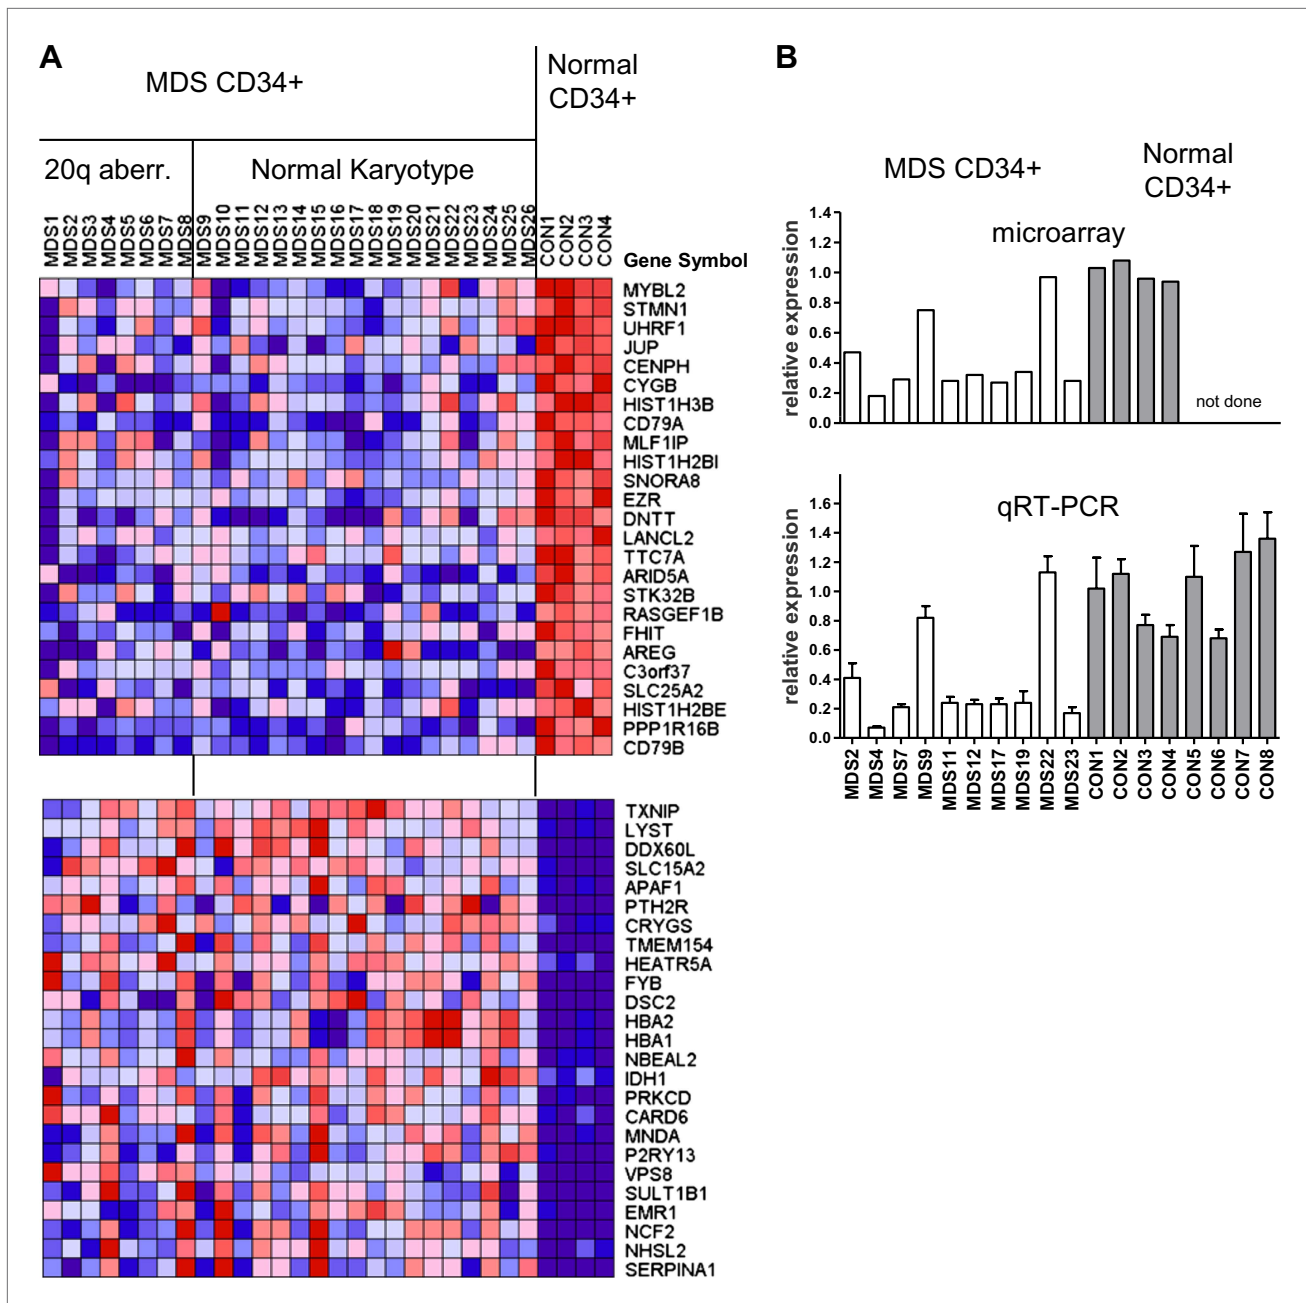 A
MDS CD34+
Normal
CD34+
20q aberr.
Normal Karyotype
MDS1
MDS2
MDS3
MDS4
MDS5
MDS6
MDS7
MDS8
MDS9
MDS10
MDS11
MDS12
MDS13
MDS14
MDS15
MDS16
MDS17
MDS18
MDS19
MDS20
MDS21
MDS22
MDS23
MDS24
MDS25
MDS26
CON1
CON2
CON3
CON4
Gene Symbol
MYBL2
STMN1
UHRF1
JUP
CENPH
CYGB
HIST1H3B
CD79A
MLF1IP
HIST1H2BI
SNORA8
EZR
DNTT
LANCL2
TTC7A
ARID5A
STK32B
RASGEF1B
FHIT
AREG
C3orf37
SLC25A2
HIST1H2BE
PPP1R16B
CD79B
TXNIP
LYST
DDX60L
SLC15A2
APAF1
PTH2R
CRYGS
TMEM154
HEATR5A
FYB
DSC2
HBA2
HBA1
NBEAL2
IDH1
PRKCD
CARD6
MNDA
P2RY13
VPS8
SULT1B1
EMR1
NCF2
NHSL2
SERPINA1
B
MDS CD34+
Normal
CD34+
microarray
relative expression
1.4
1.2
1.0
0.8
0.6
0.4
0.2
0.0
not done
qRT-PCR
relative expression
1.6
1.4
1.2
1.0
0.8
0.6
0.4
0.2
0.0
MDS2
MDS4
MDS7
MDS9
MDS11
MDS12
MDS17
MDS19
MDS22
MDS23
CON1
CON2
CON3
CON4
CON5
CON6
CON7
CON8